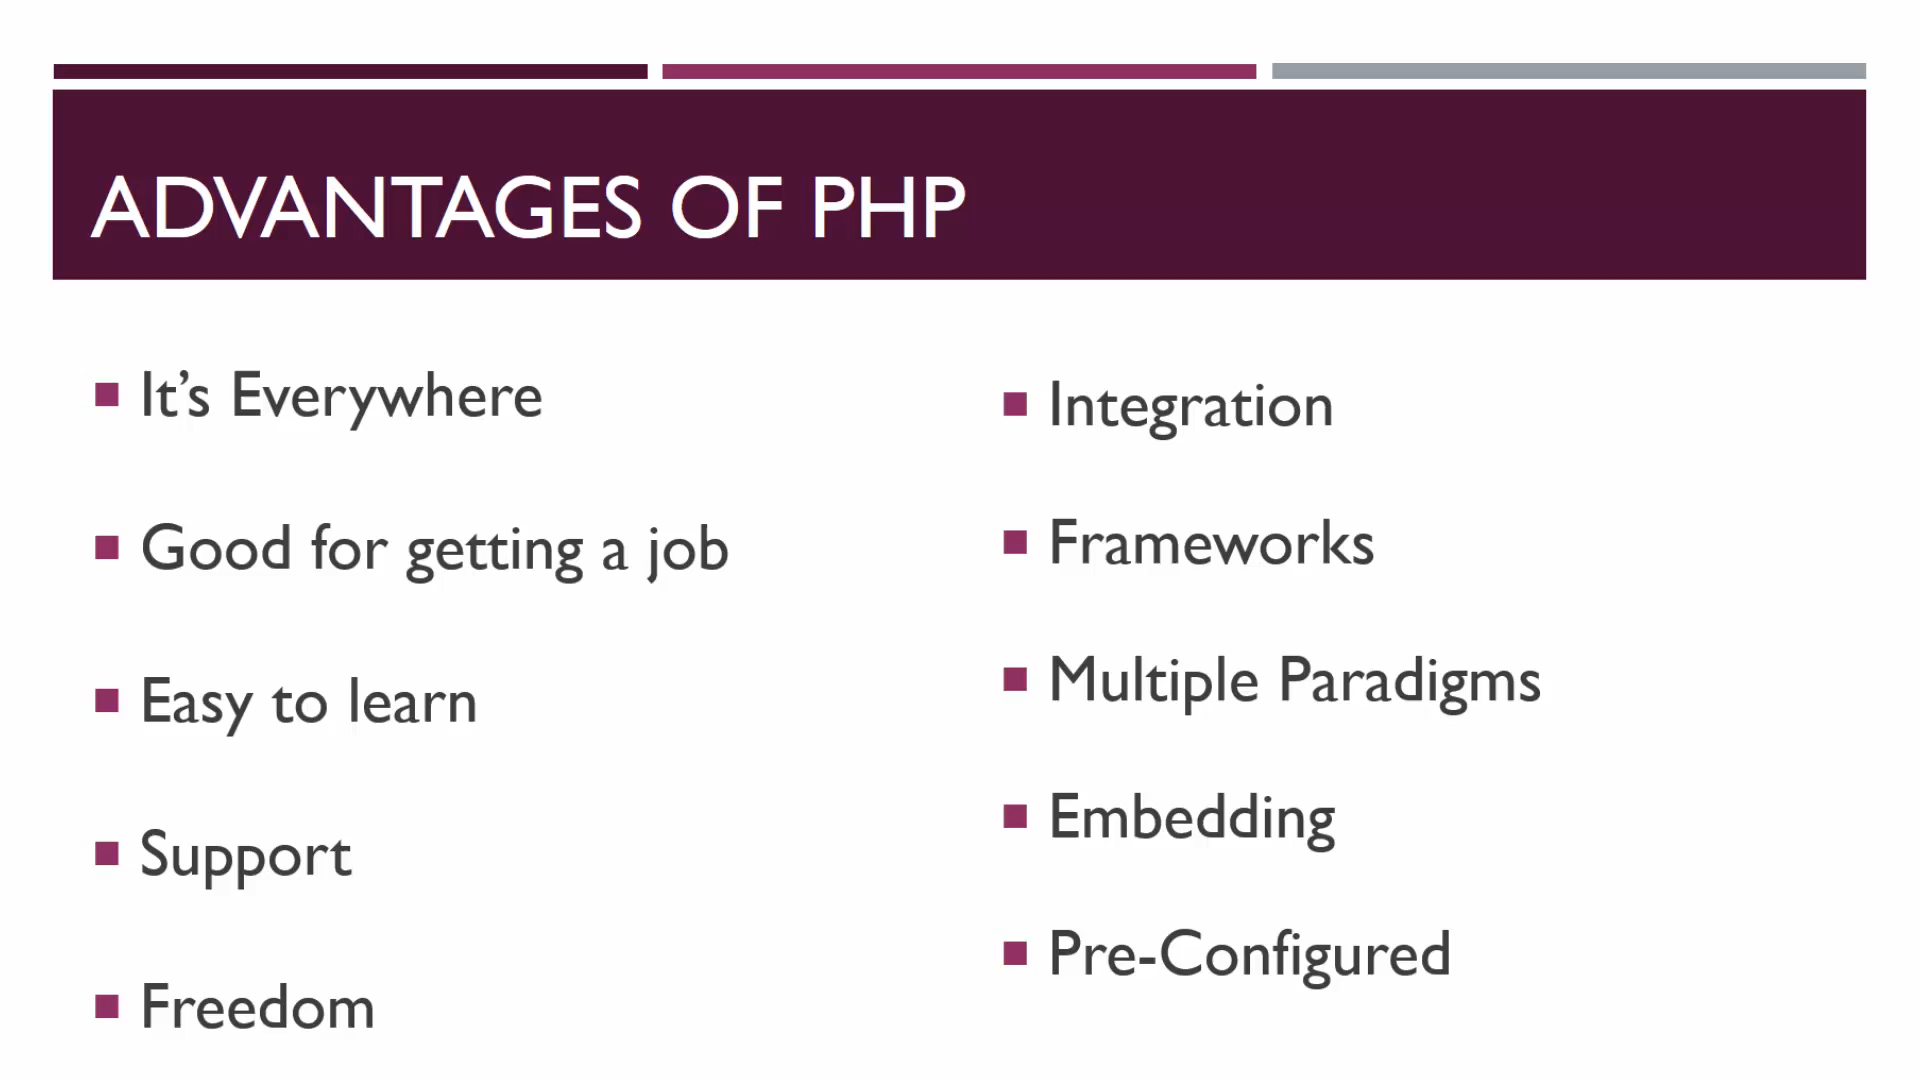 ADVANTAGES OF PHP
It’s Everywhere
Good for getting a job
Easy to learn
Support
Freedom
Integration
Frameworks
Multiple Paradigms
Embedding
Pre-Configured